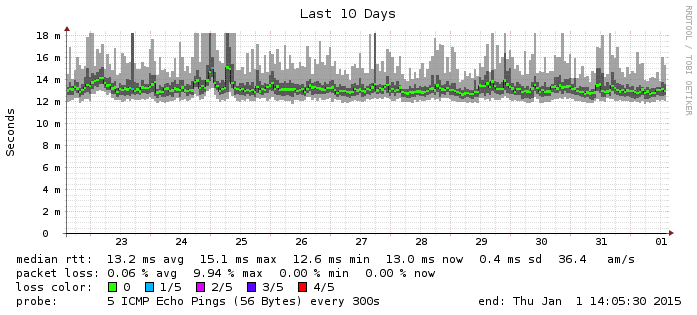 Last 10 Days
RRDTOOL / TOBI OETIKER
Seconds
18 m
16 m
14 m
12 m
10 m
8 m
6 m
4 m
2 m
0
23 24 25 26 27 28 29 30 31 01
median rtt: 13.2 ms avg 15.1 ms max 12.6 ms min 13.0 ms now 0.4 ms sd 36.4 am/s
packet loss: 0.06 % avg 9.94 % max 0.00 % min 0.00 % now
loss color: 0 1/5 2/5 3/5 4/5
probe: 5 ICMP Echo Pings (56 Bytes) every 300s end: Thu Jan 1 14:05:30 2015